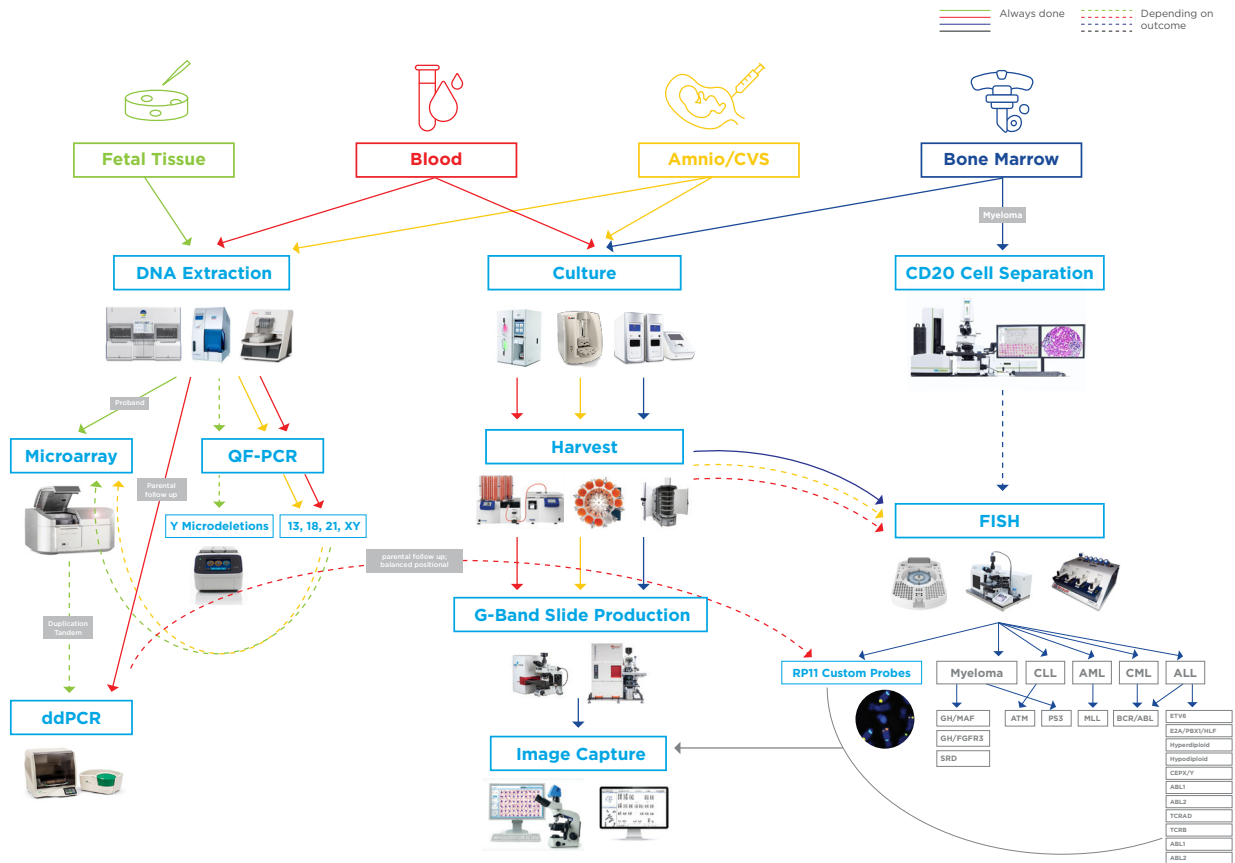 Always done
Depending on
outcome
Fetal Tissue
Blood
Amnio/CVS
Bone Marrow
Myeloma
DNA Extraction
Culture
CD20 Cell Separation
Proband
Microarray
QF-PCR
Harvest
Parental
follow up
Y Microdeletions
13, 18, 21, XY
FISH
parental follow up;
balanced positional
G-Band Slide Production
Duplication
Tandem
RP11 Custom Probes
Myeloma
CLL
AML
CML
ALL
ddPCR
GH/MAF
ATM
PS3
MLL
BCR/ABL
ETV6
GH/FGFR3
E2A/PBX1/HLF
SRD
Hyperdiploid
Hypodiploid
Image Capture
CEPX/Y
ABL1
ABL2
TCRAD
TCRB
ABL1
ABL2